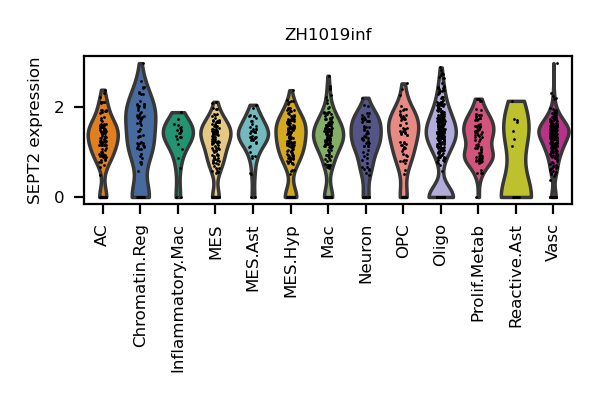 ZH1019inf
SEPT2 expression
2
0
AC
Chromatin.Reg
Inflammatory.Mac
MES
MES.Ast
MES.Hyp
Mac
Neuron
OPC
Oligo
Prolif.Metab
Reactive.Ast
Vasc